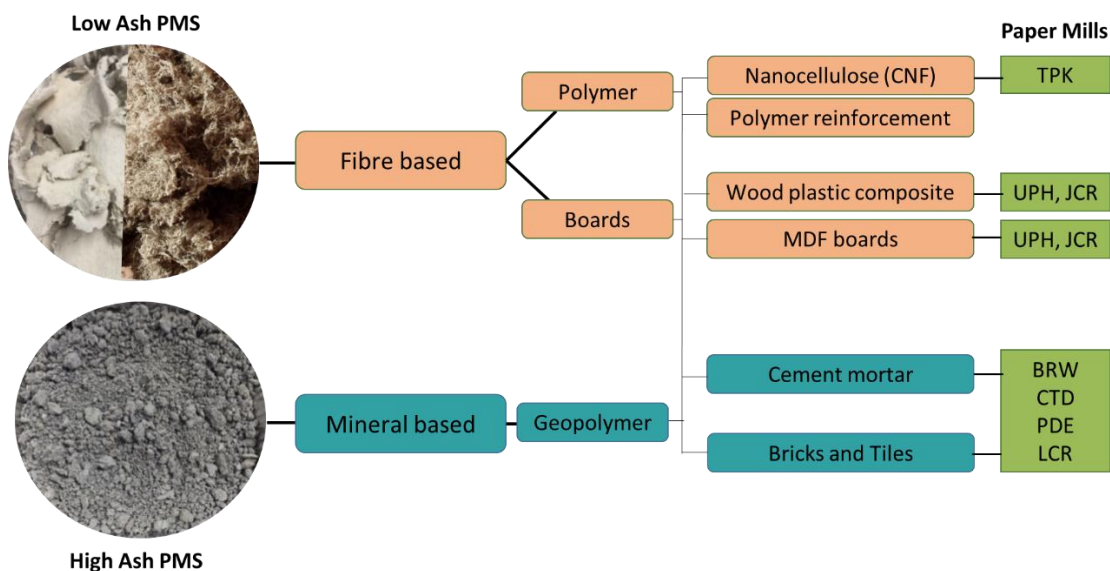 Low Ash PMS
Paper Mills
Nanocellulose (CNF)
TPK
Polymer
Polymer reinforcement
Fibre based
Wood plastic composite
UPH, JCR
Boards
MDF boards
UPH, JCR
Cement mortar
BRW
CTD
PDE
LCR
Mineral based
Geopolymer
Bricks and Tiles
High Ash PMS